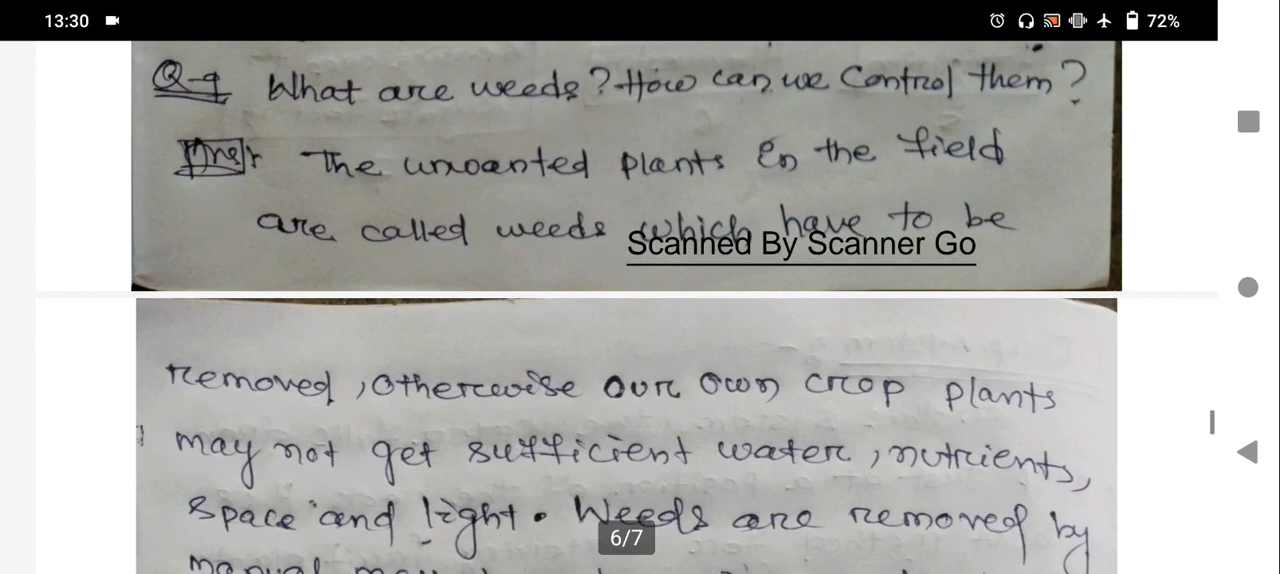 13:30
72%
Q-9 What are weeds? How can we Control them?
Ans: The unwanted plants in the field
are called weeds which have to be
Scanned By Scanner Go
removed, otherwise our own crop plants
may not get sufficient water, nutrients,
space and light. Weeds are removed by
6/7
manual